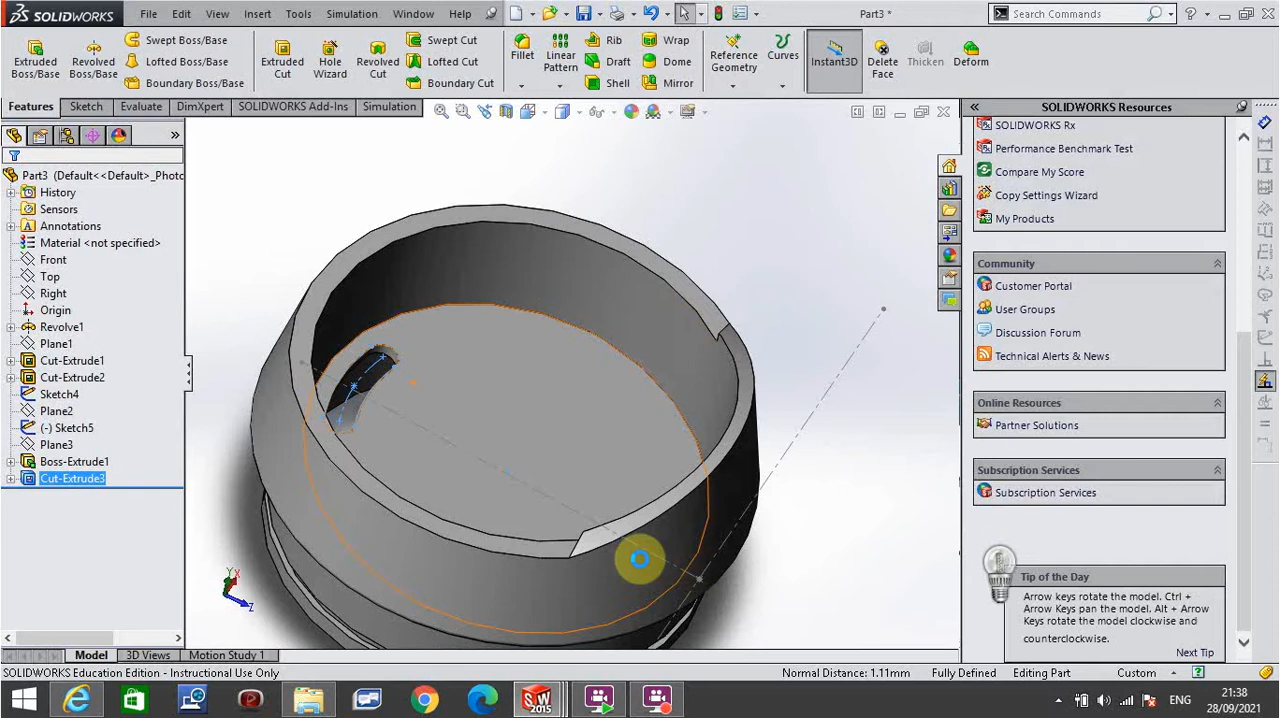 SOLIDWORKS
File Edit View Insert Tools Simulation Window Help
Part3 *
Search Commands
Extruded Boss/Base
Revolved Boss/Base
Swept Boss/Base
Lofted Boss/Base
Boundary Boss/Base
Extruded Cut
Hole Wizard
Revolved Cut
Swept Cut
Lofted Cut
Boundary Cut
Fillet
Linear Pattern
Rib
Draft
Shell
Wrap
Dome
Mirror
Reference Geometry
Curves
Instant3D
Delete Face
Thicken
Deform
Features Sketch Evaluate DimXpert SOLIDWORKS Add-Ins Simulation
Part3 (Default<<Default>_Photo
History
Sensors
Annotations
Material <not specified>
Front
Top
Right
Origin
Revolve1
Plane1
Cut-Extrude1
Cut-Extrude2
Sketch4
Plane2
(-) Sketch5
Plane3
Boss-Extrude1
Cut-Extrude3
Y X
Z
SOLIDWORKS Resources
SOLIDWORKS Rx
Performance Benchmark Test
Compare My Score
Copy Settings Wizard
My Products
Community
Customer Portal
User Groups
Discussion Forum
Technical Alerts & News
Online Resources
Partner Solutions
Subscription Services
Subscription Services
Tip of the Day
Arrow keys rotate the model. Ctrl +
Arrow Keys pan the model. Alt + Arrow
Keys rotate the model clockwise and
counterclockwise.
Next Tip
Model 3D Views Motion Study 1
SOLIDWORKS Education Edition - Instructional Use Only
Normal Distance: 1.11mm Fully Defined Editing Part Custom
SW
2015
ENG
21:38
28/09/2021